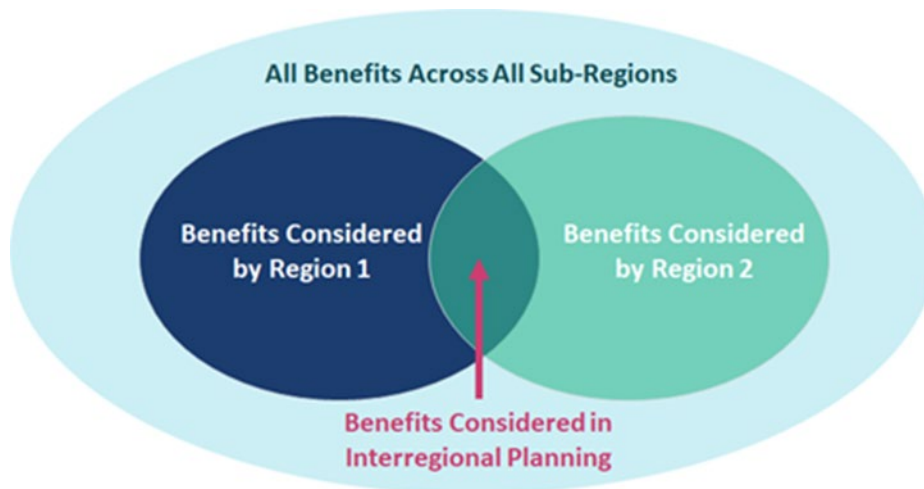 All Benefits Across All Sub-Regions
Benefits Considered
by Region 1
Benefits Considered
by Region 2
Benefits Considered in
Interregional Planning